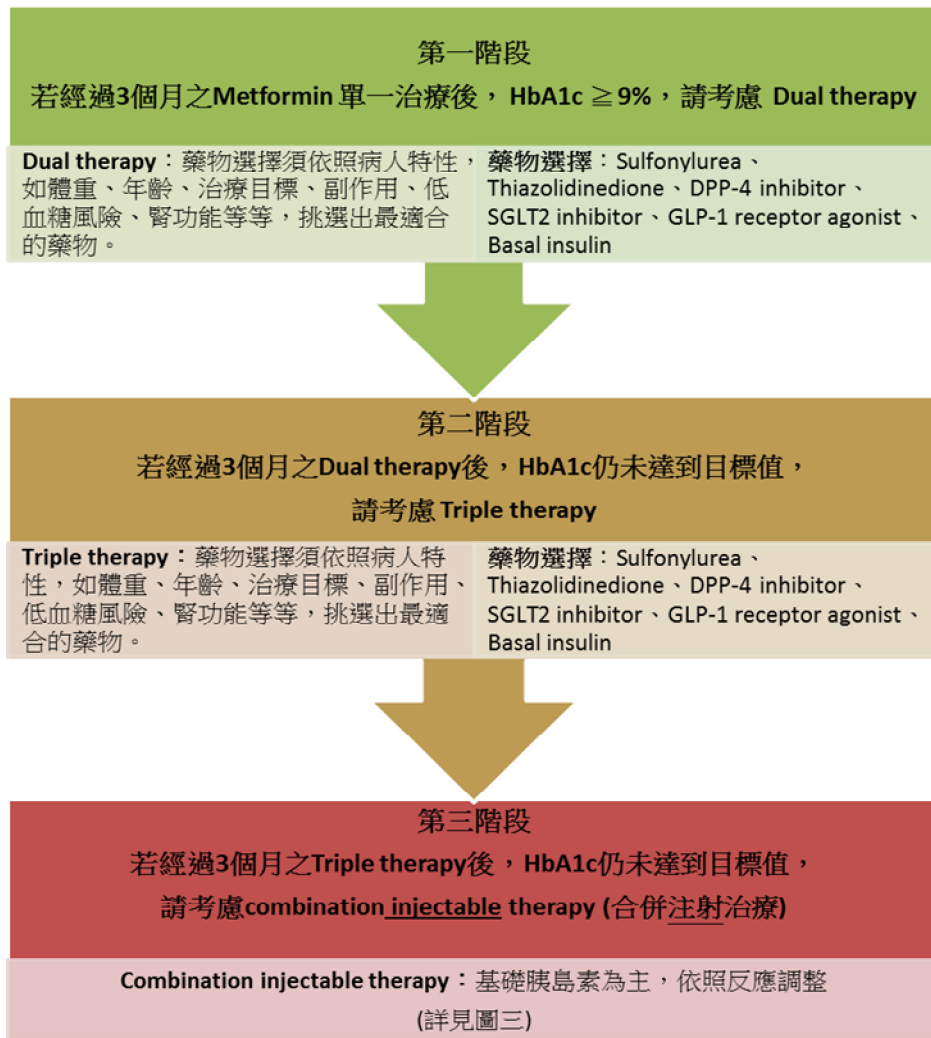 第一階段
若經過3個月之Metformin 單一治療後，HbA1c ≧9%，請考慮 Dual therapy
Dual therapy：藥物選擇須依照病人特性，
如體重、年齡、治療目標、副作用、低
血糖風險、腎功能等等，挑選出最適合
的藥物。
藥物選擇：Sulfonylurea、
Thiazolidinedione、DPP-4 inhibitor、
SGLT2 inhibitor、GLP-1 receptor agonist、
Basal insulin
第二階段
若經過3個月之Dual therapy後，HbA1c仍未達到目標值，
請考慮 Triple therapy
Triple therapy：藥物選擇須依照病人特
性，如體重、年齡、治療目標、副作用、
低血糖風險、腎功能等等，挑選出最適
合的藥物。
藥物選擇：Sulfonylurea、
Thiazolidinedione、DPP-4 inhibitor、
SGLT2 inhibitor、GLP-1 receptor agonist、
Basal insulin
第三階段
若經過3個月之Triple therapy後，HbA1c仍未達到目標值，
請考慮combination injectable therapy (合併注射治療)
Combination injectable therapy：基礎胰島素為主，依照反應調整
(詳見圖三)